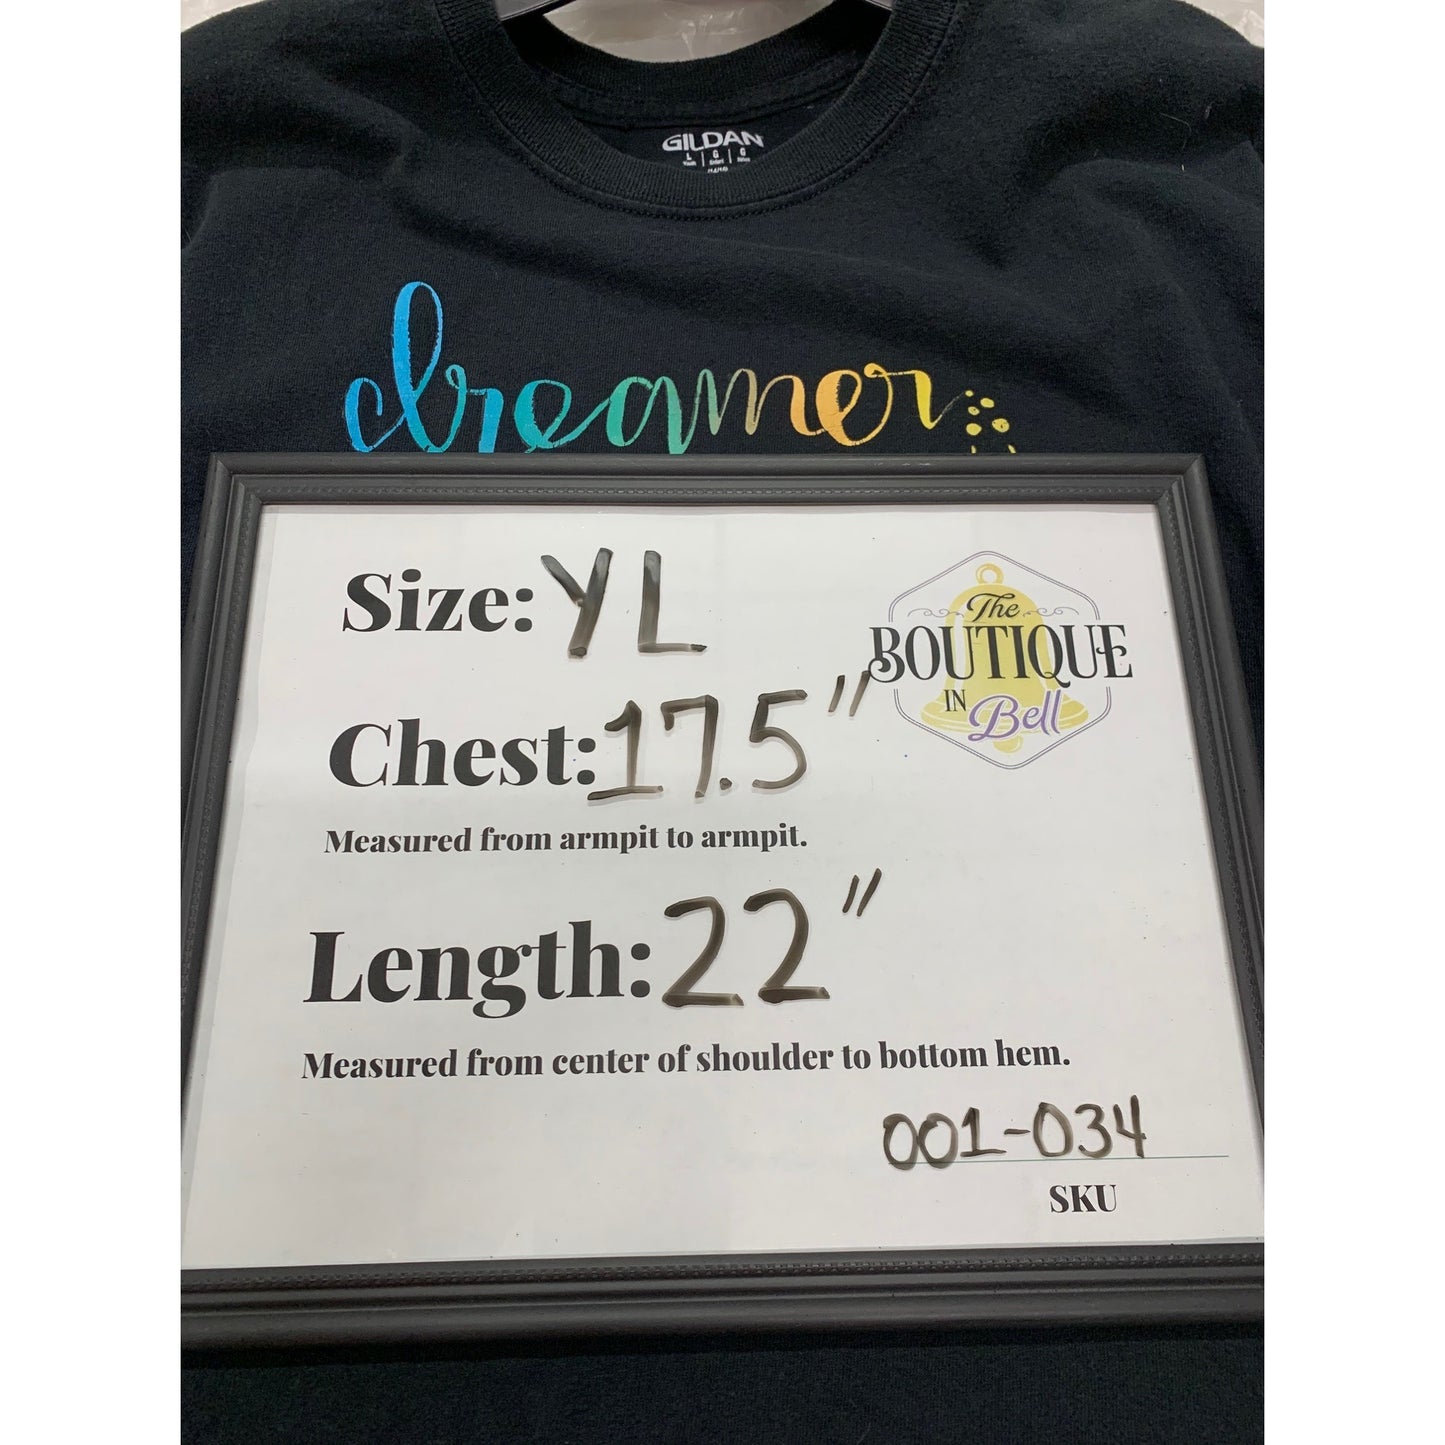 GILDAN
L G G
dreamer
Size: YL
The
BOUTIQUE
IN
Bell
Chest: 17.5"
Measured from armpit to armpit.
Length: 22"
Measured from center of shoulder to bottom hem.
001-034
SKU